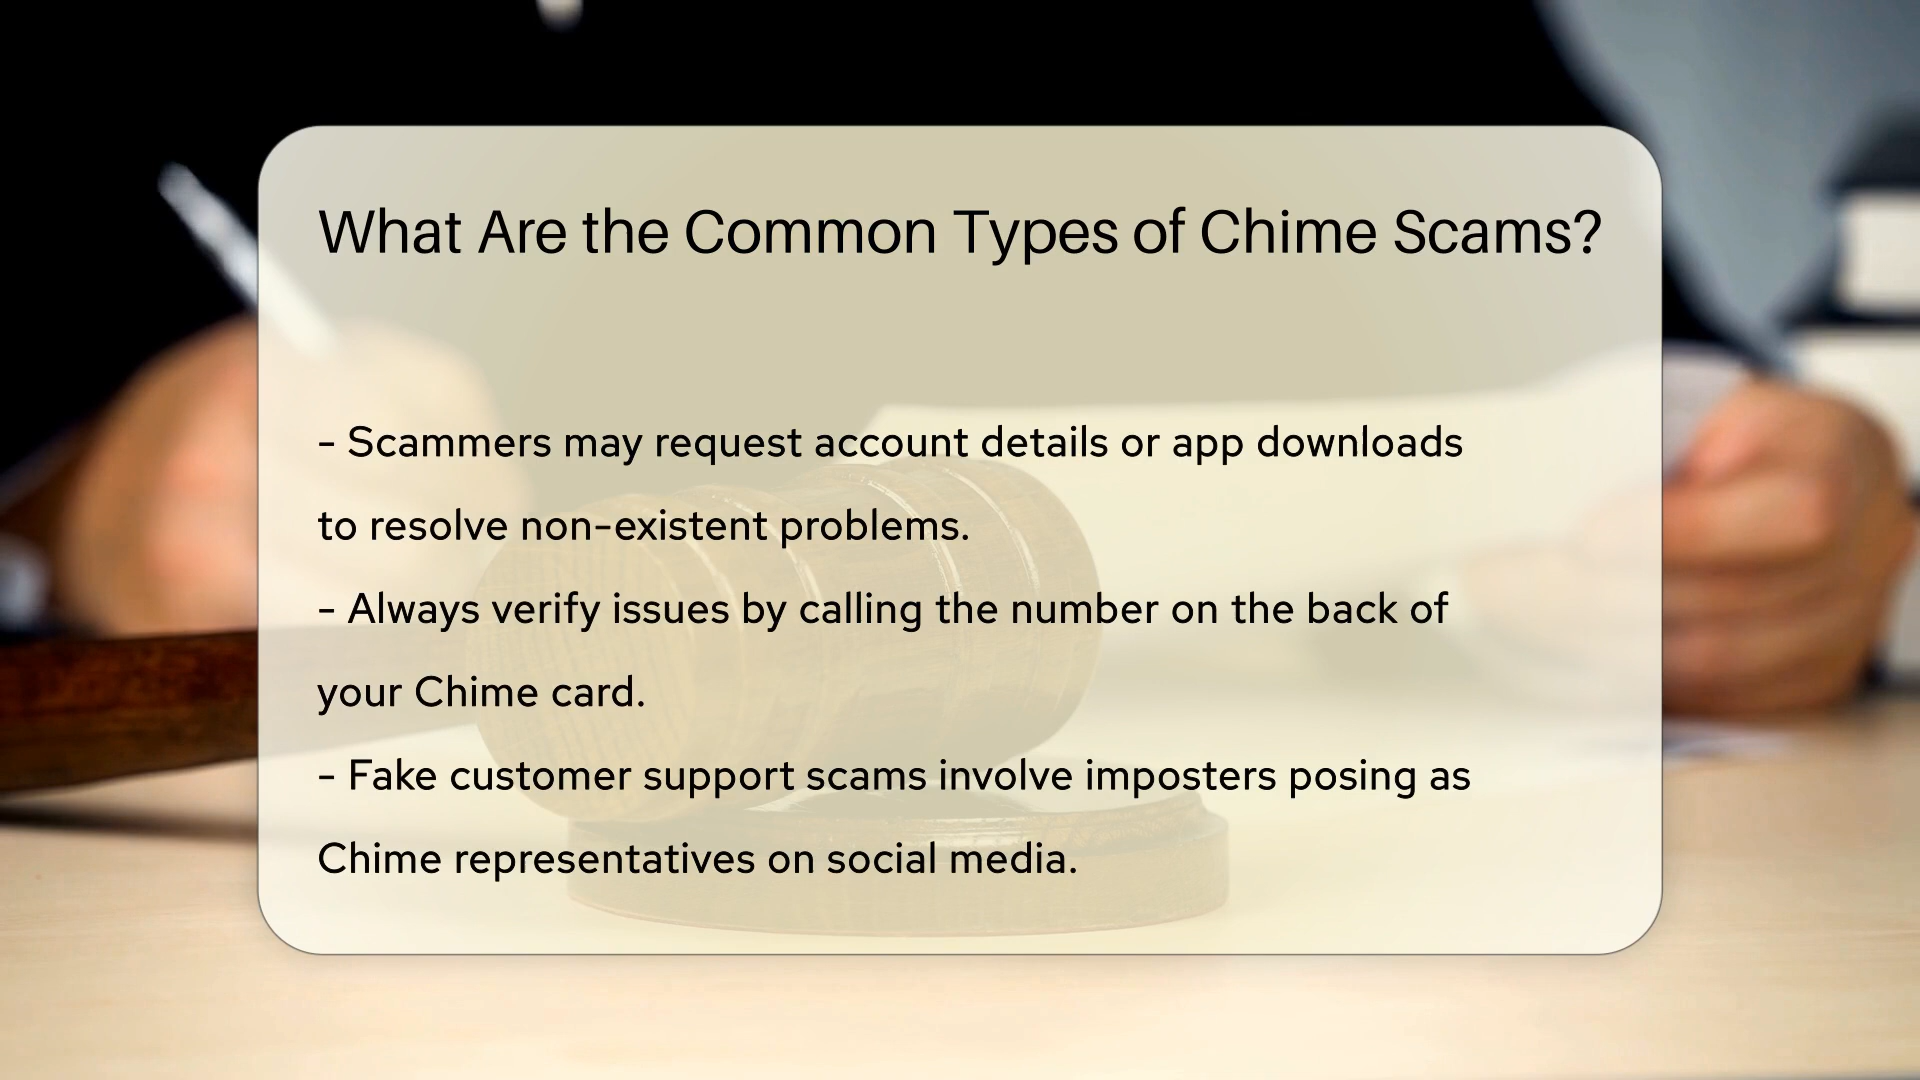 What Are the Common Types of Chime Scams?
- Scammers may request account details or app downloads
to resolve non-existent problems.
- Always verify issues by calling the number on the back of
your Chime card.
- Fake customer support scams involve imposters posing as
Chime representatives on social media.